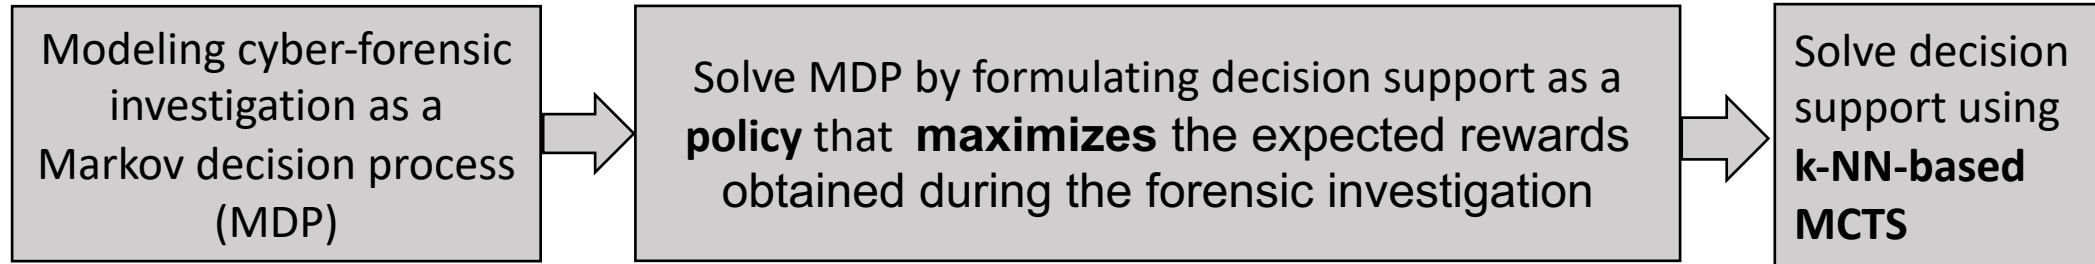 Modeling cyber-forensic
investigation as a
Markov decision process
(MDP)
Solve MDP by formulating decision support as a
policy that maximizes the expected rewards
obtained during the forensic investigation
Solve decision
support using
k-NN-based
MCTS